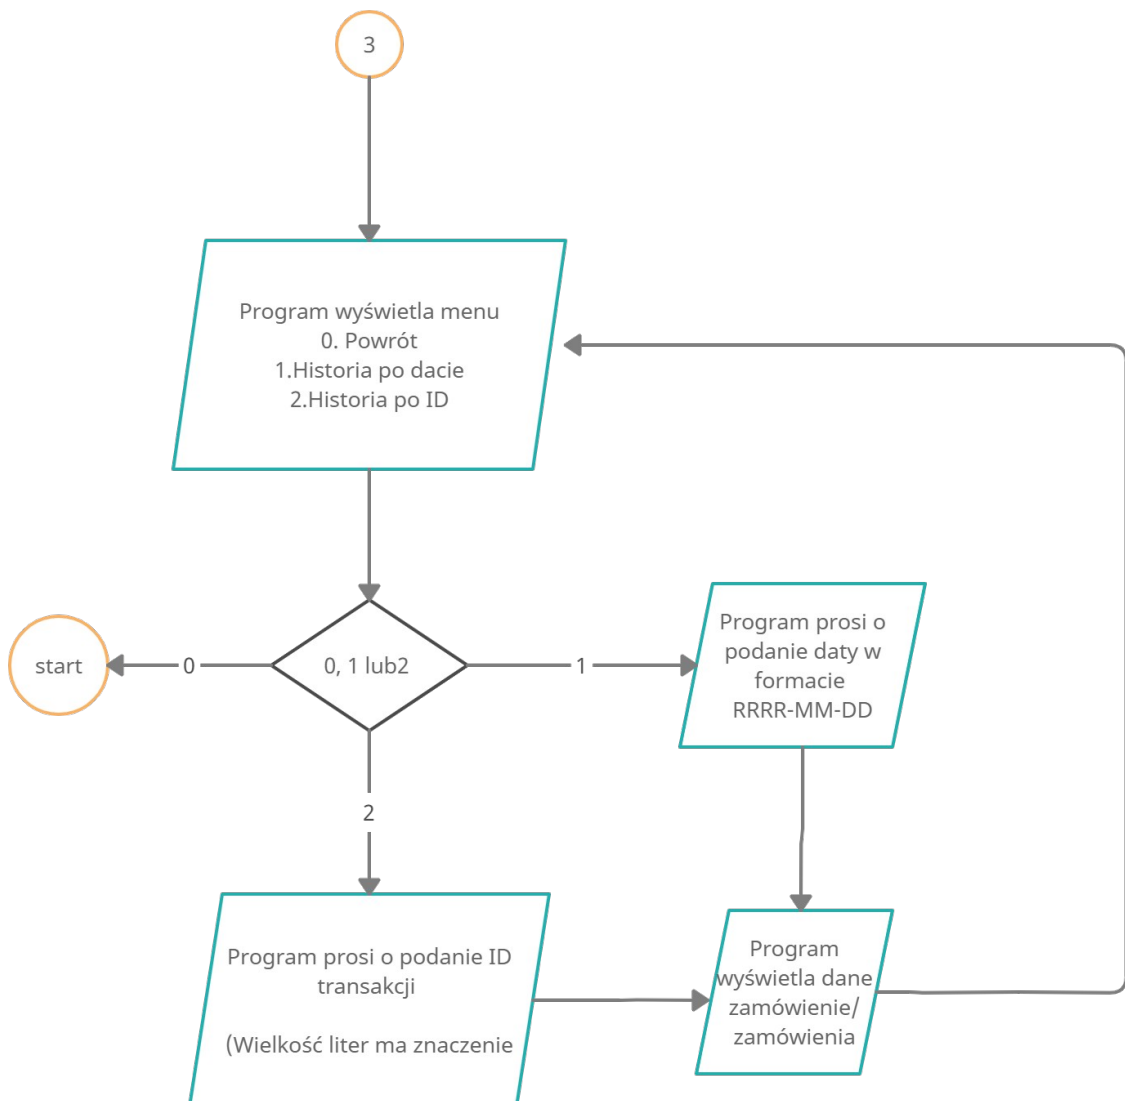 3
Program wyświetla menu
0. Powrót
1.Historia po dacie
2.Historia po ID
start
0
0, 1 lub2
1
Program prosi o
podanie daty w
formacie
RRRR-MM-DD
2
Program prosi o podanie ID
transakcji
(Wielkość liter ma znaczenie
Program
wyświetla dane
zamówienie/
zamówienia